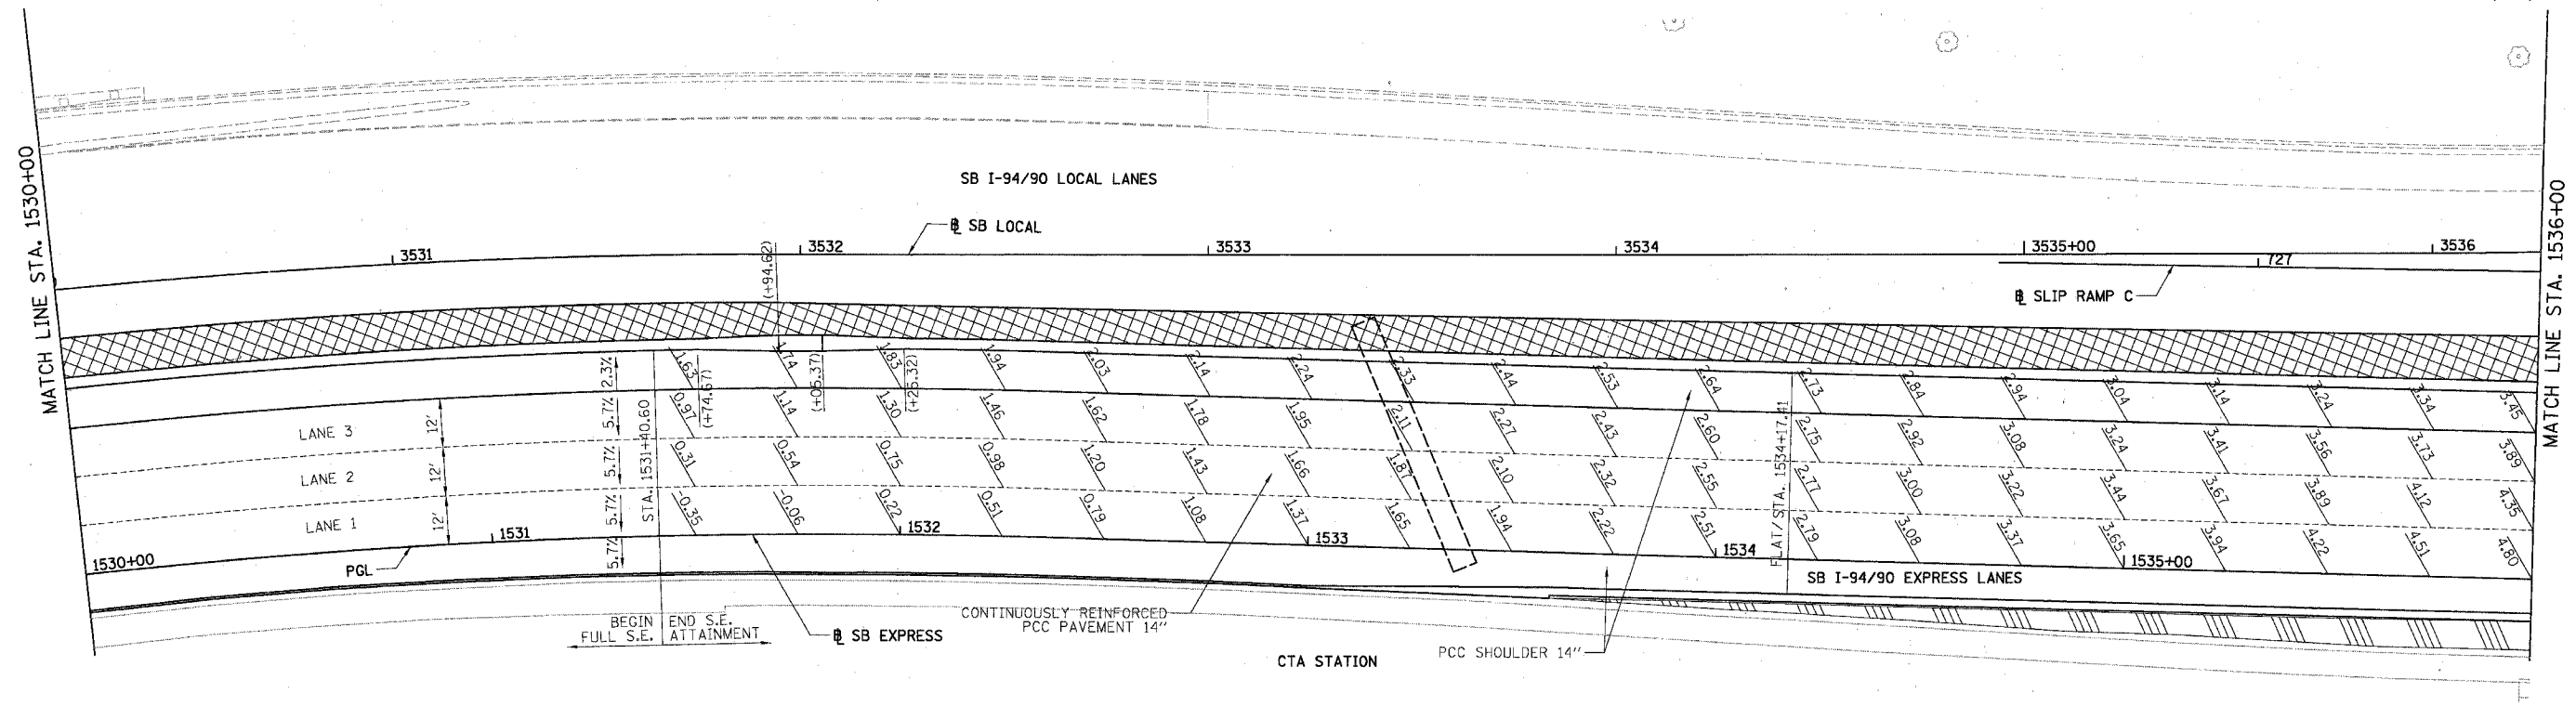 MATCH LINE STA. 1530+00
MATCH LINE STA. 1536+00
SB I-94/90 LOCAL LANES
℄ SB LOCAL
3531
3532
3533
3534
3535+00
3536
727
℄ SLIP RAMP C
(+94.62)
(+74.67)
(+05.37)
(+25.32)
1.63 1.74 1.83 1.94 2.03 2.14 2.24 2.33 2.44 2.53 2.64 2.73 2.84 2.94 3.04 3.14 3.24 3.34 3.45
0.97 1.14 1.30 1.46 1.62 1.78 1.95 2.11 2.27 2.43 2.60 2.75 2.92 3.08 3.24 3.41 3.56 3.73 3.89
0.31 0.54 0.75 0.98 1.20 1.43 1.66 1.87 2.10 2.32 2.55 2.77 3.00 3.22 3.44 3.67 3.89 4.12 4.35
-0.35 -0.06 0.22 0.51 0.79 1.08 1.37 1.65 1.94 2.22 2.51 2.79 3.08 3.37 3.65 3.94 4.22 4.51 4.80
2.3%
5.7%
5.7%
5.7%
5.7%
STA. 1531+40.60
FLAT/STA. 1534+17.41
LANE 3
12'
LANE 2
12'
LANE 1
12'
1530+00
1531
1532
1533
1534
1535+00
PGL
SB I-94/90 EXPRESS LANES
BEGIN
FULL S.E.
END S.E.
ATTAINMENT
℄ SB EXPRESS
CONTINUOUSLY REINFORCED
PCC PAVEMENT 14"
CTA STATION
PCC SHOULDER 14"